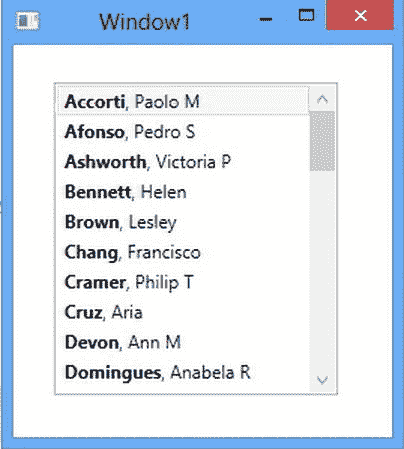 Window1
Accorti, Paolo M
Afonso, Pedro S
Ashworth, Victoria P
Bennett, Helen
Brown, Lesley
Chang, Francisco
Cramer, Philip T
Cruz, Aria
Devon, Ann M
Domingues, Anabela R